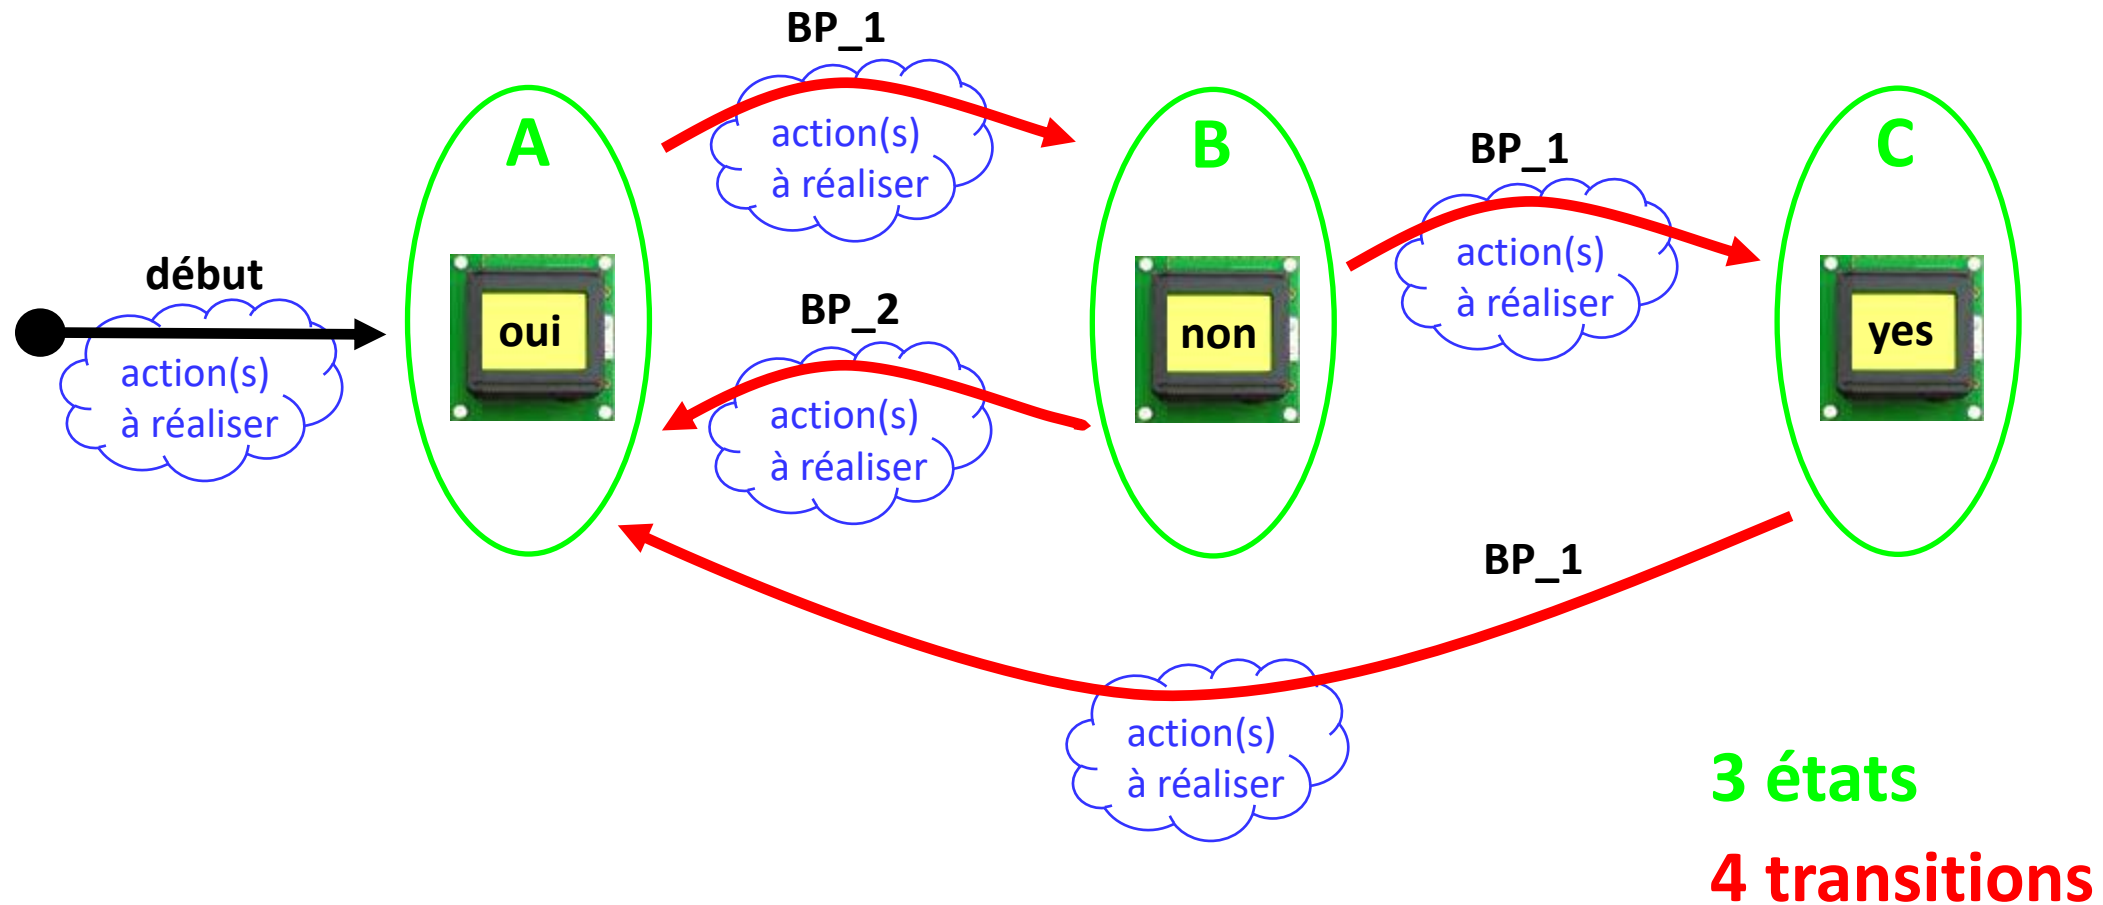 BP_1
action(s)
à réaliser
A
B
C
BP_1
action(s)
à réaliser
début
action(s)
à réaliser
oui
BP_2
action(s)
à réaliser
non
yes
BP_1
action(s)
à réaliser
3 états
4 transitions